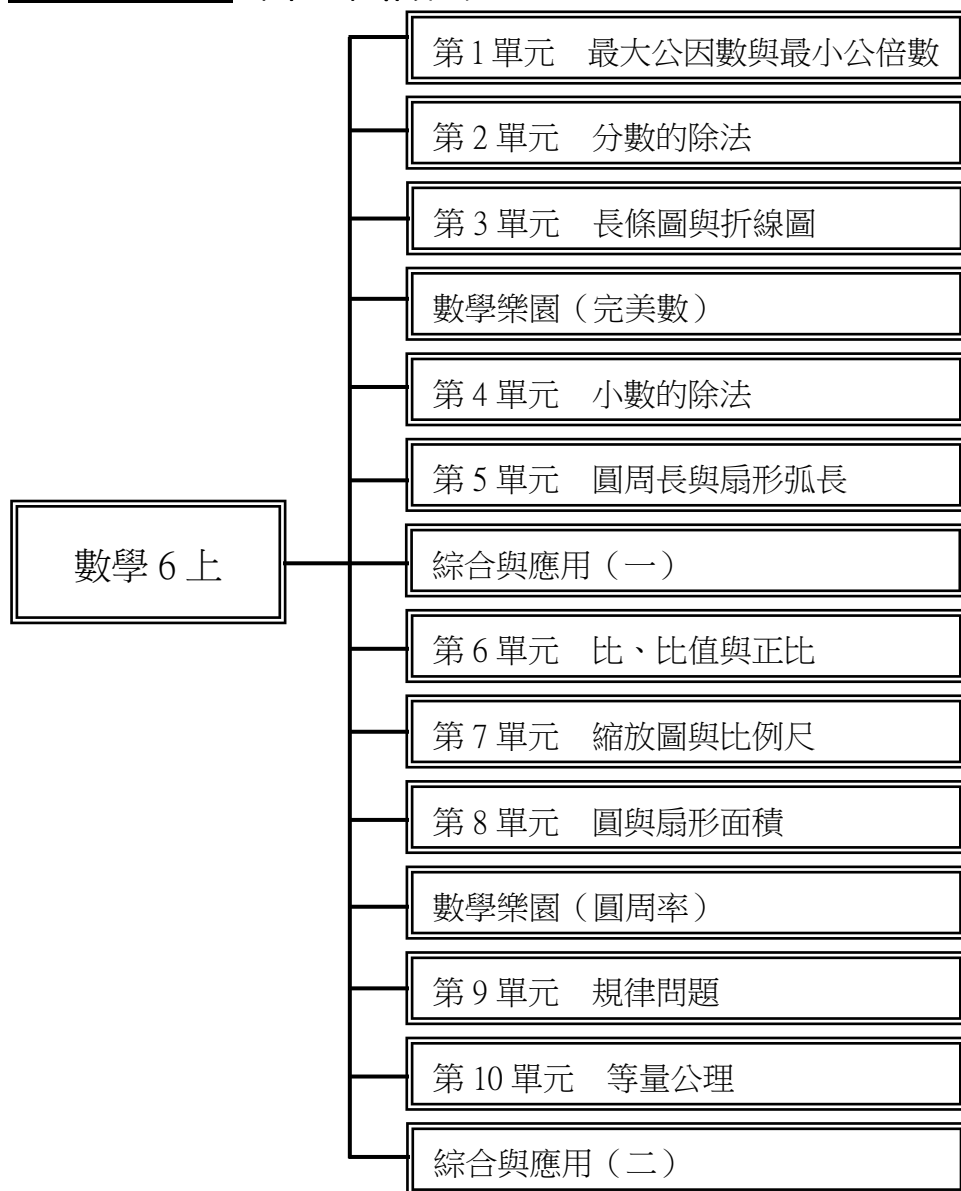 第 1 單元　最大公因數與最小公倍數
第 2 單元　分數的除法
第 3 單元　長條圖與折線圖
數學樂園（完美數）
第 4 單元　小數的除法
第 5 單元　圓周長與扇形弧長
綜合與應用（一）
數學 6 上
第 6 單元　比、比值與正比
第 7 單元　縮放圖與比例尺
第 8 單元　圓與扇形面積
數學樂園（圓周率）
第 9 單元　規律問題
第 10 單元　等量公理
綜合與應用（二）